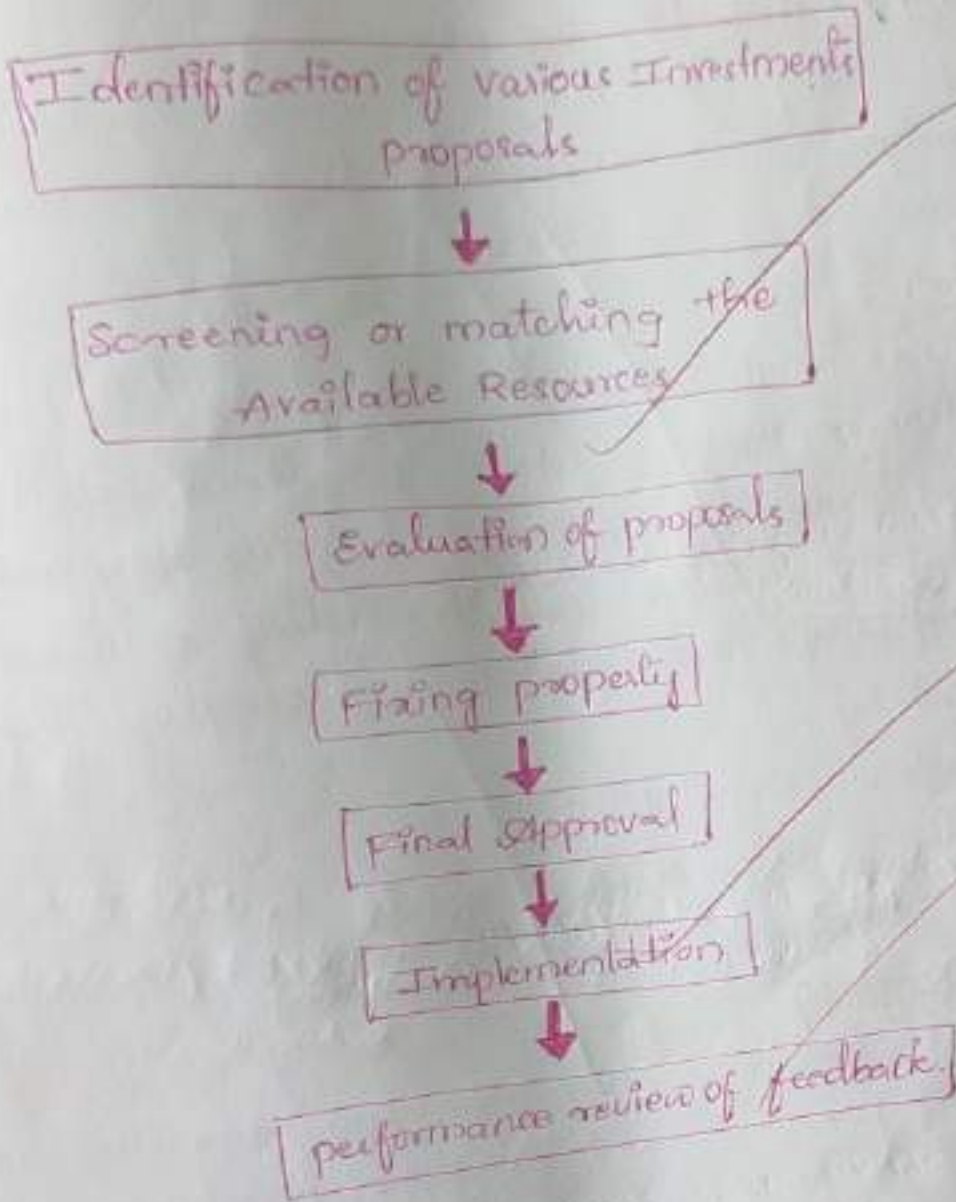 Identification of various Investments
proposals
Screening or matching the
Available Resources
Evaluation of proposals
Fixing property
Final Approval
Implementation
performance review of feedback.